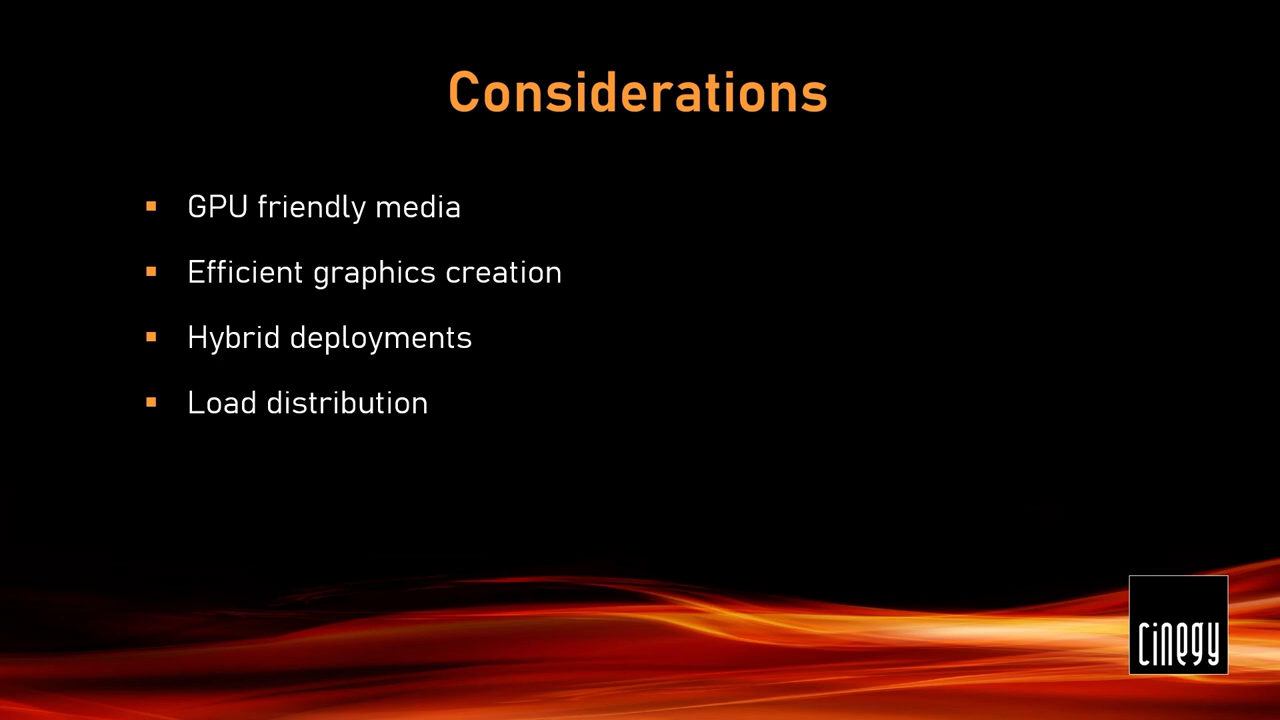 Considerations
GPU friendly media
Efficient graphics creation
Hybrid deployments
Load distribution
cinegy